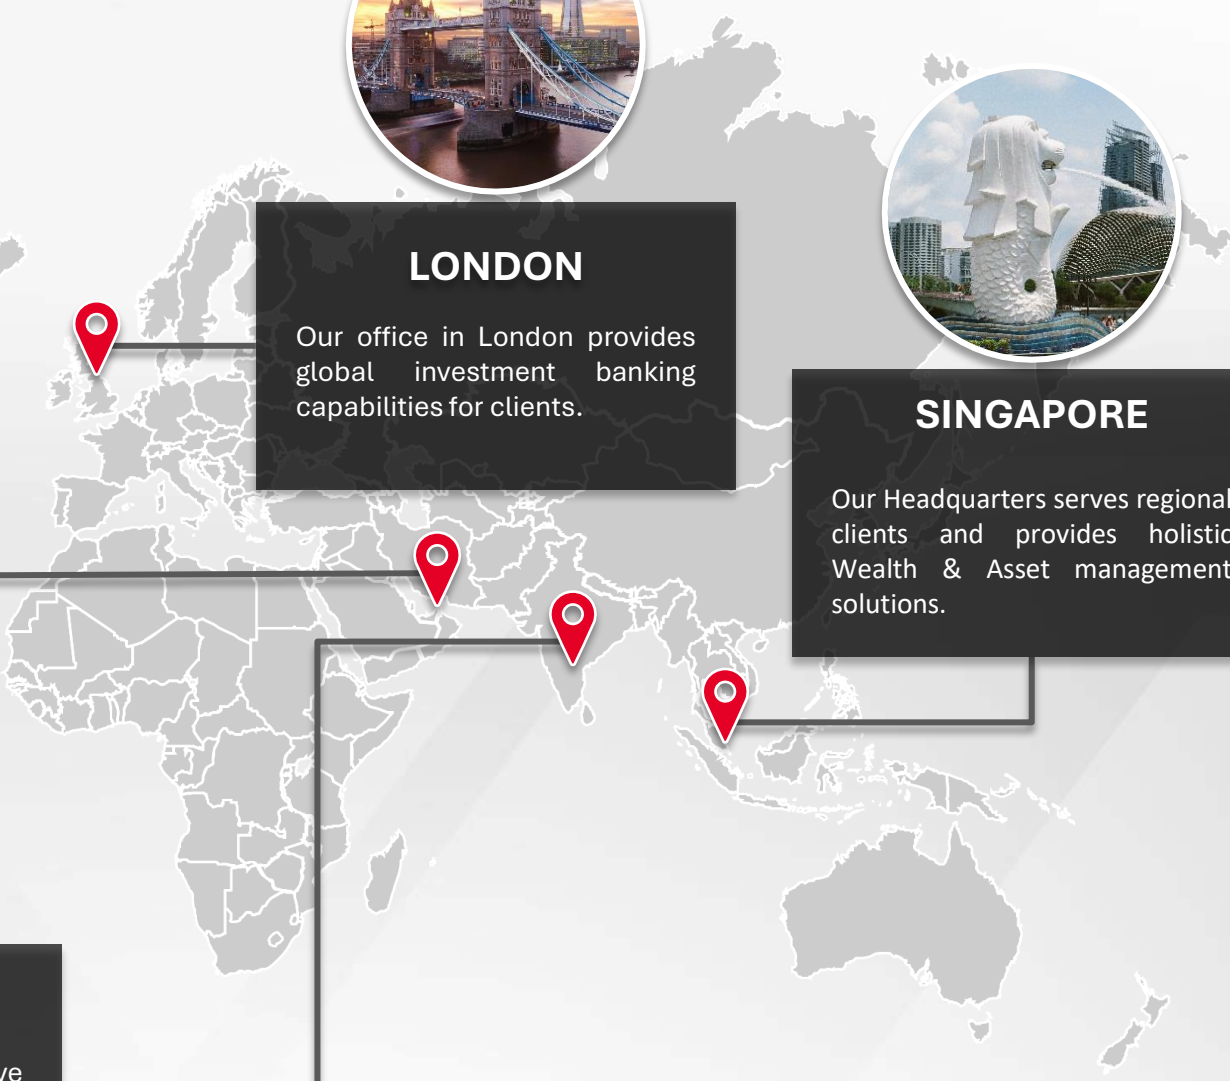 LONDON
Our office in London provides
global investment banking
capabilities for clients.
SINGAPORE
Our Headquarters serves regional
clients and provides holistic
Wealth & Asset management
solutions.